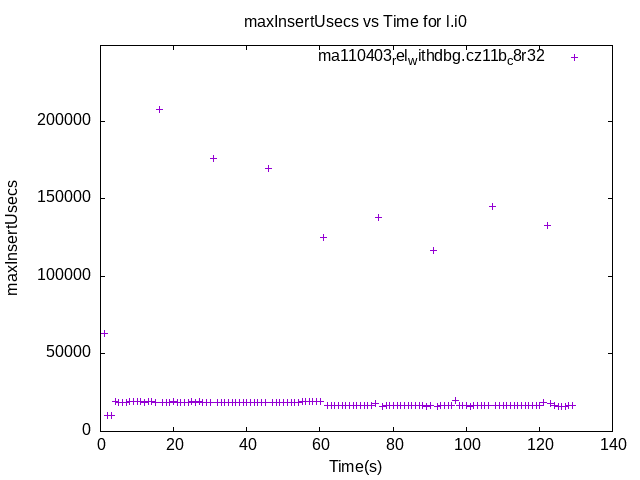 maxInsertUsecs vs Time for l.i0
ma110403relwithdbg.cz11bc8r32
200000
150000
100000
50000
0
maxInsertUsecs
0 20 40 60 80 100 120 140
Time(s)